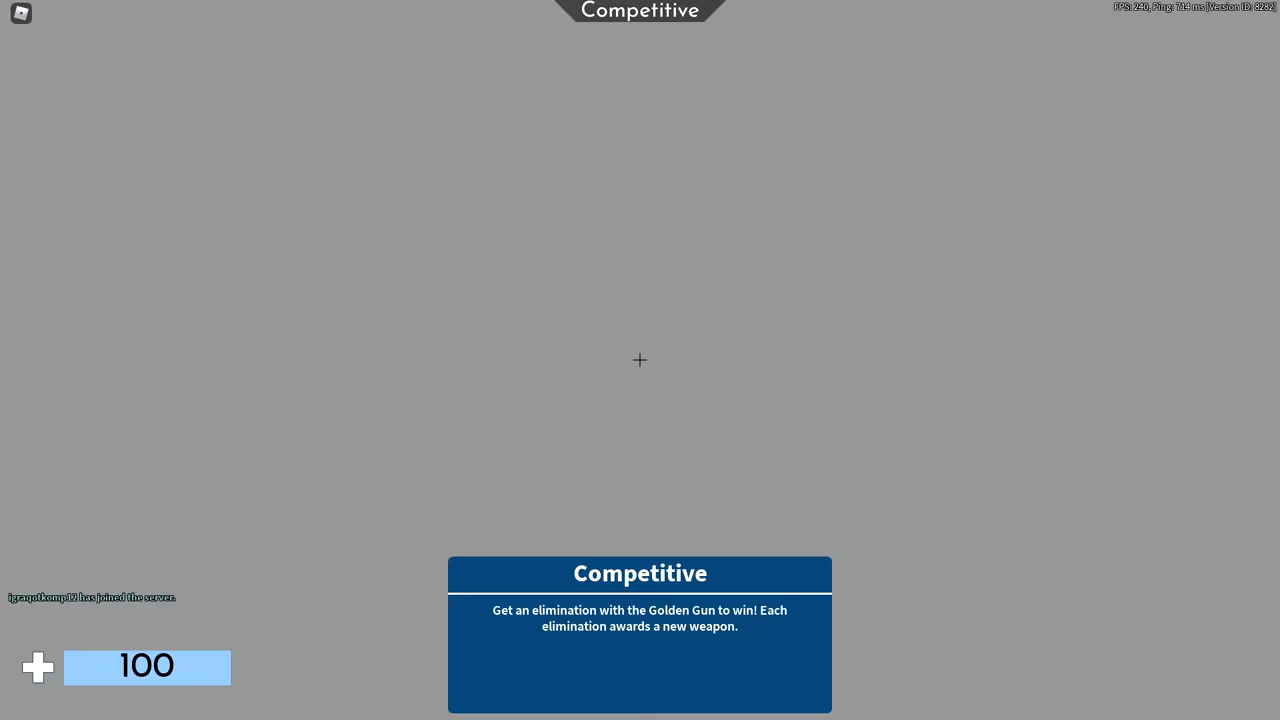 Competitive
FPS: 240, Ping: 714 ms [Version ID: 8282]
Competitive
Get an elimination with the Golden Gun to win! Each
elimination awards a new weapon.
igraqotkomp12 has joined the server.
100